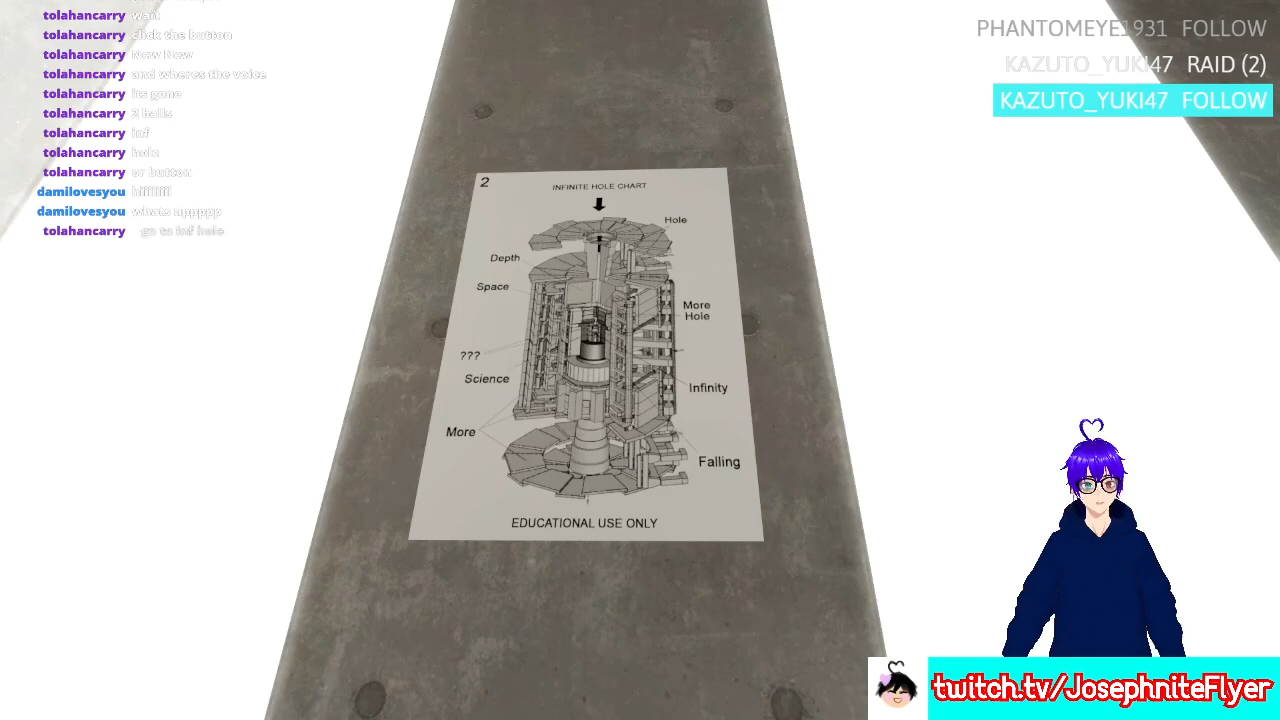 tolahancarry wait
tolahancarry click the button
tolahancarry Now Now
tolahancarry and wheres the voice
tolahancarry its gone
tolahancarry 2 balls
tolahancarry inf
tolahancarry hole
tolahancarry or button
damilovesyou hiiiiiiii
damilovesyou whats uppppp
tolahancarry go to inf hole
PHANTOMEYE1931 FOLLOW
KAZUTO_YUKI47 RAID (2)
KAZUTO_YUKI47 FOLLOW
2
INFINITE HOLE CHART
Hole
Depth
Space
More
Hole
???
Science
Infinity
More
Falling
EDUCATIONAL USE ONLY
twitch.tv/JosephniteFlyer